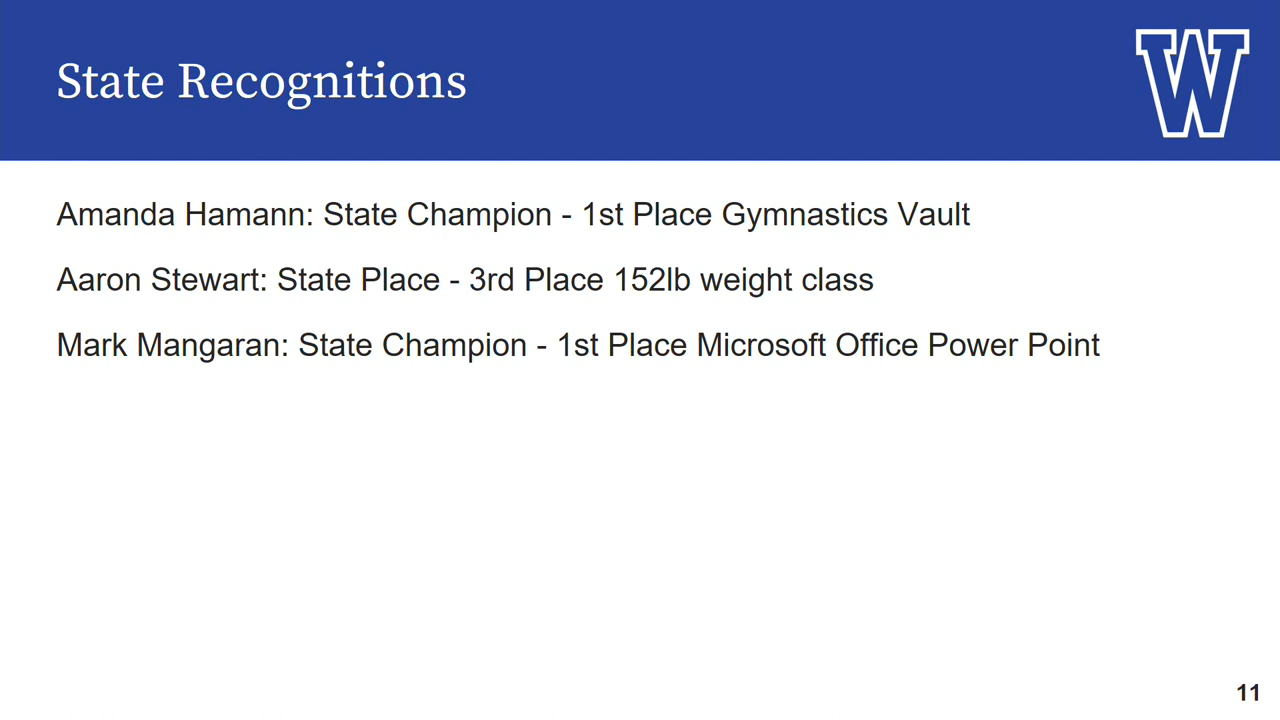 State Recognitions
W
Amanda Hamann: State Champion - 1st Place Gymnastics Vault
Aaron Stewart: State Place - 3rd Place 152lb weight class
Mark Mangaran: State Champion - 1st Place Microsoft Office Power Point
11